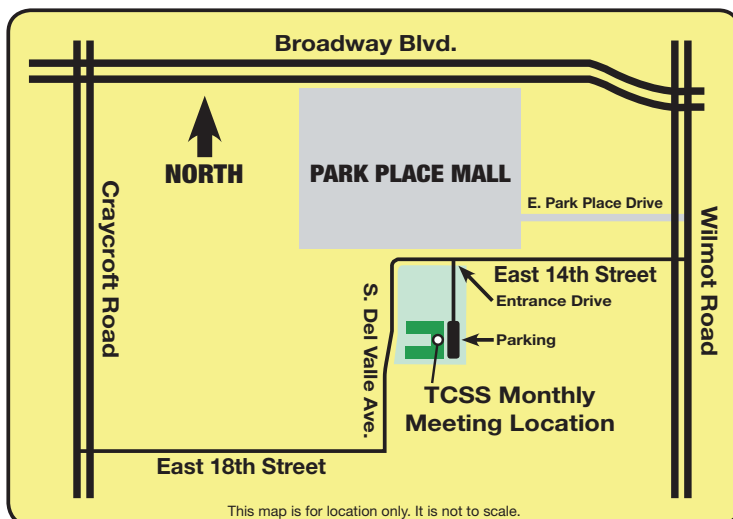 Broadway Blvd.
NORTH
PARK PLACE MALL
E. Park Place Drive
Craycroft Road
Wilmot Road
East 14th Street
Entrance Drive
S. Del Valle Ave.
Parking
TCSS Monthly
Meeting Location
East 18th Street
This map is for location only. It is not to scale.